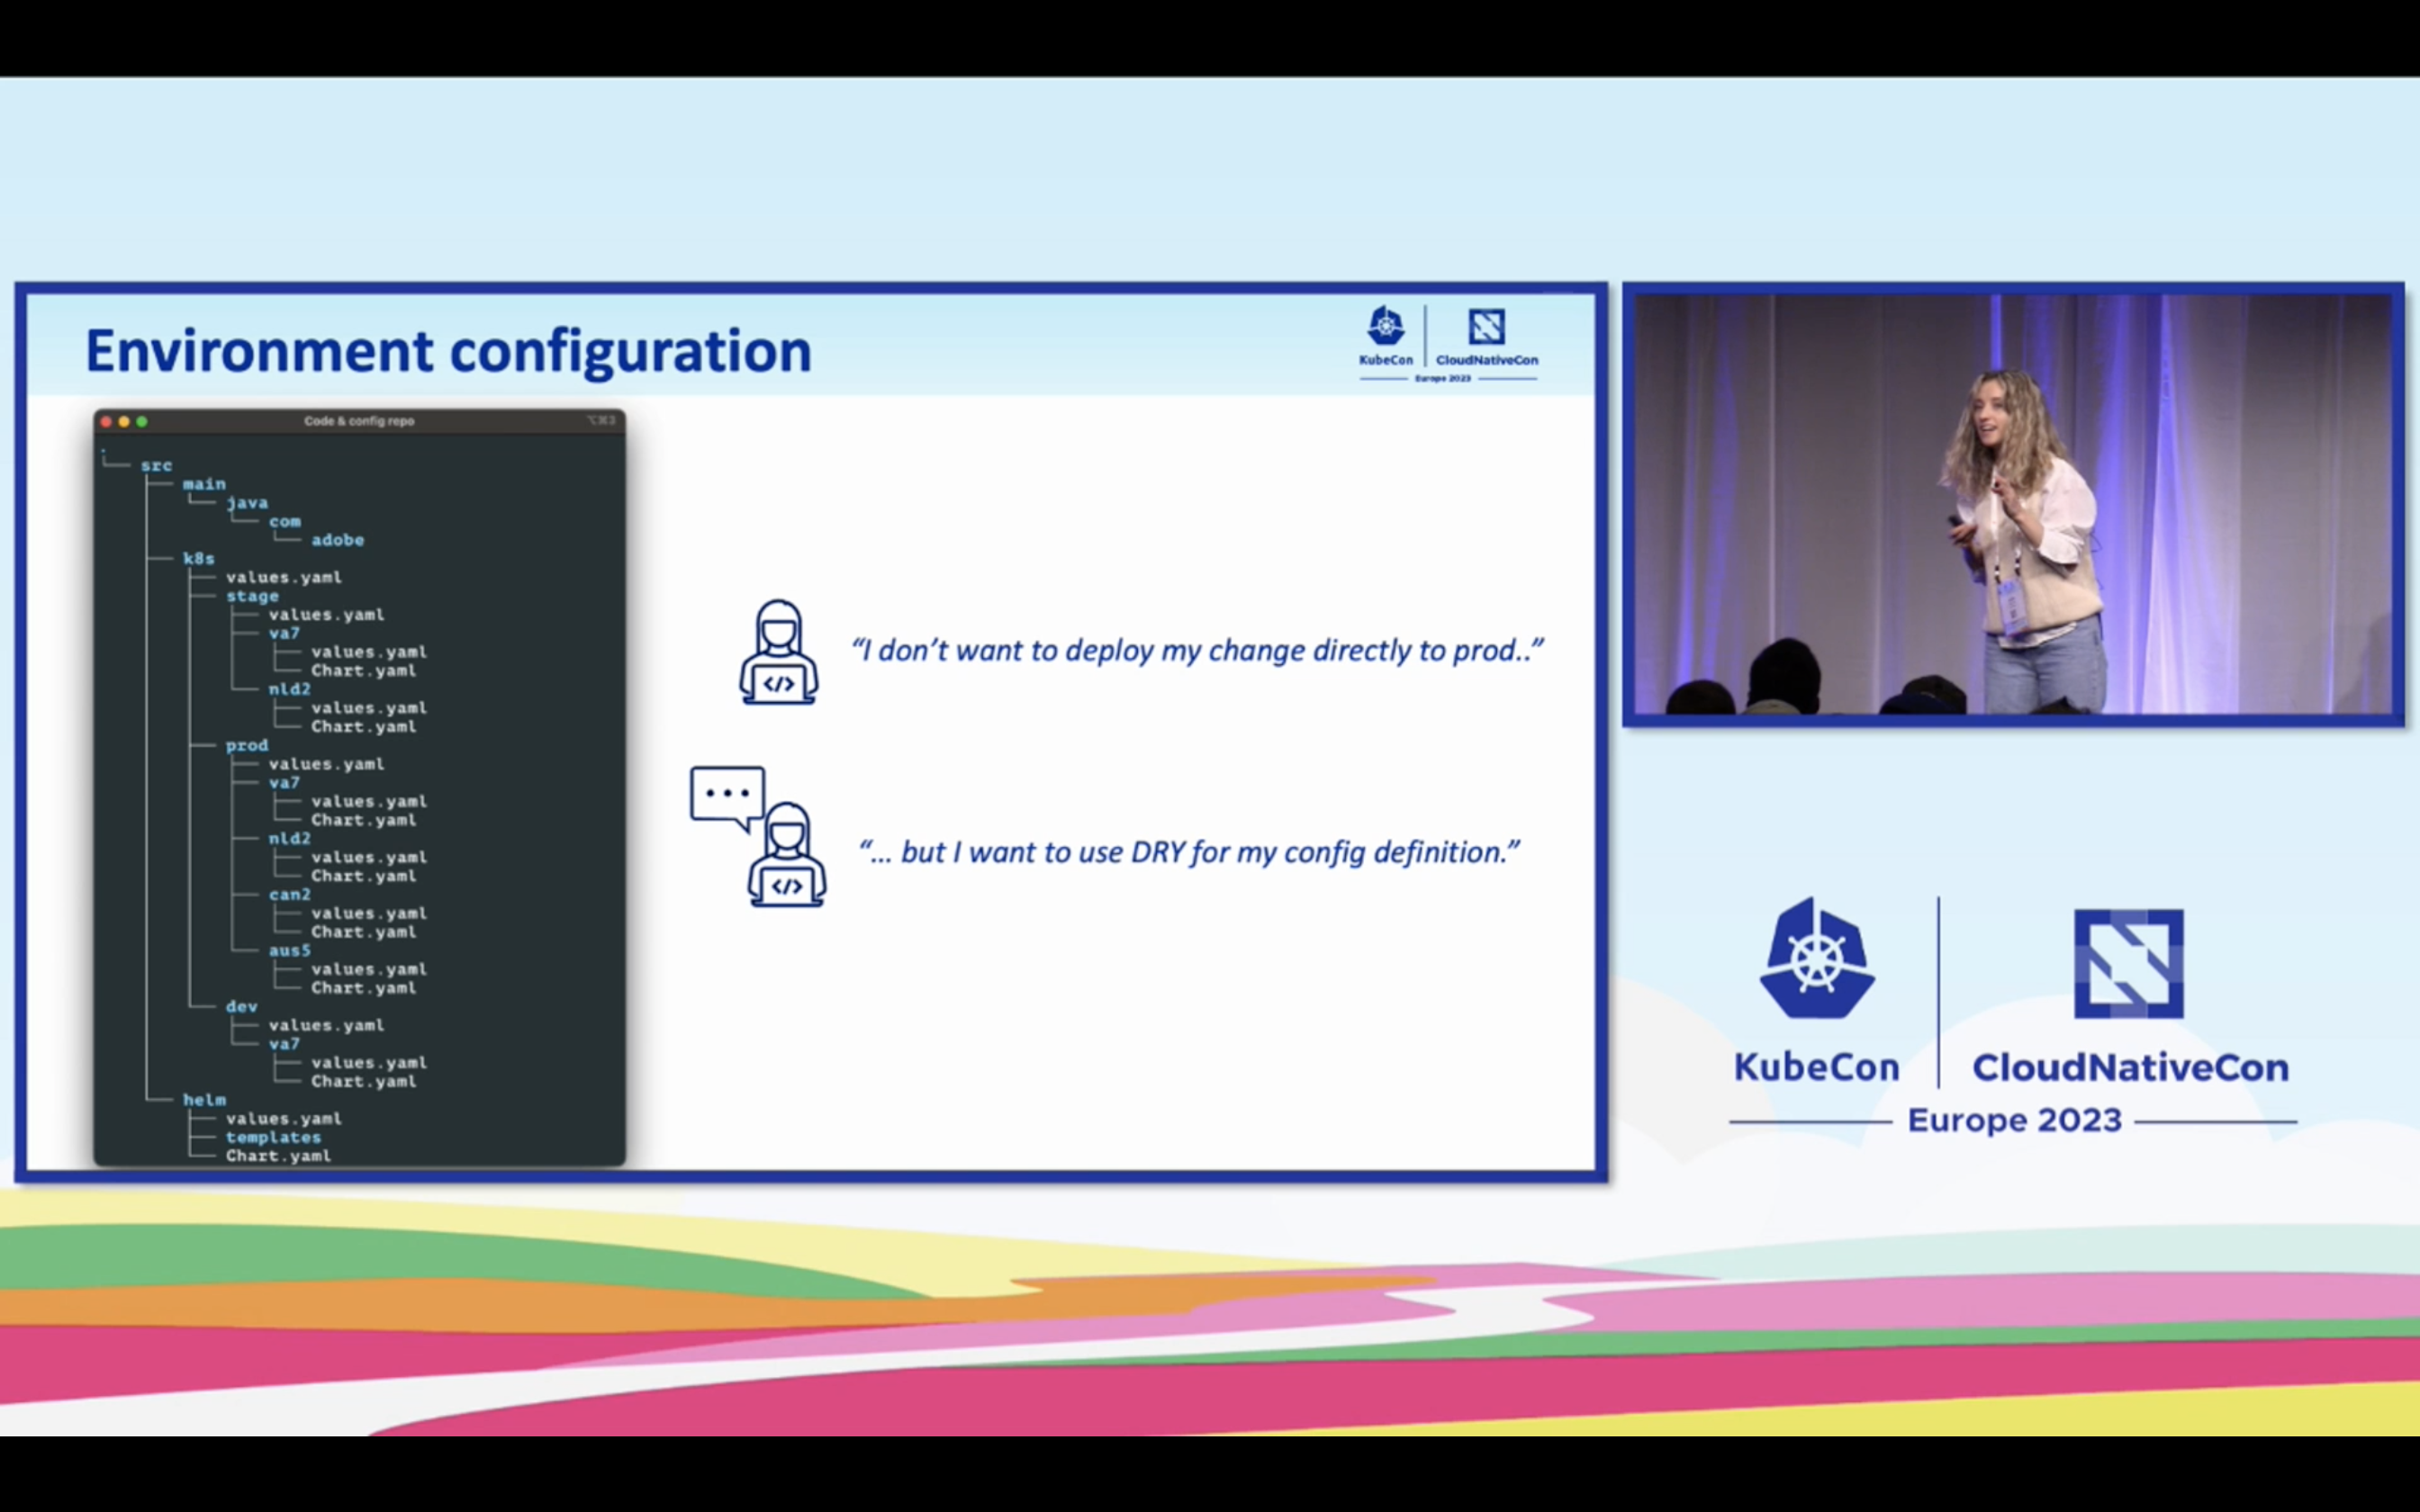 Environment configuration
KubeCon
CloudNativeCon
Europe 2023
Code & config repo
⌥⌘3
.
└── src
├── main
└── java
└── com
└── adobe
├── k8s
├── values.yaml
├── stage
├── values.yaml
├── va7
├── values.yaml
└── Chart.yaml
└── nld2
├── values.yaml
└── Chart.yaml
├── prod
├── values.yaml
├── va7
├── values.yaml
└── Chart.yaml
├── nld2
├── values.yaml
└── Chart.yaml
├── can2
├── values.yaml
└── Chart.yaml
└── aus5
├── values.yaml
└── Chart.yaml
└── dev
├── values.yaml
└── va7
├── values.yaml
└── Chart.yaml
└── helm
├── values.yaml
├── templates
└── Chart.yaml
“I don’t want to deploy my change directly to prod..”
“... but I want to use DRY for my config definition.”
KubeCon
CloudNativeCon
Europe 2023